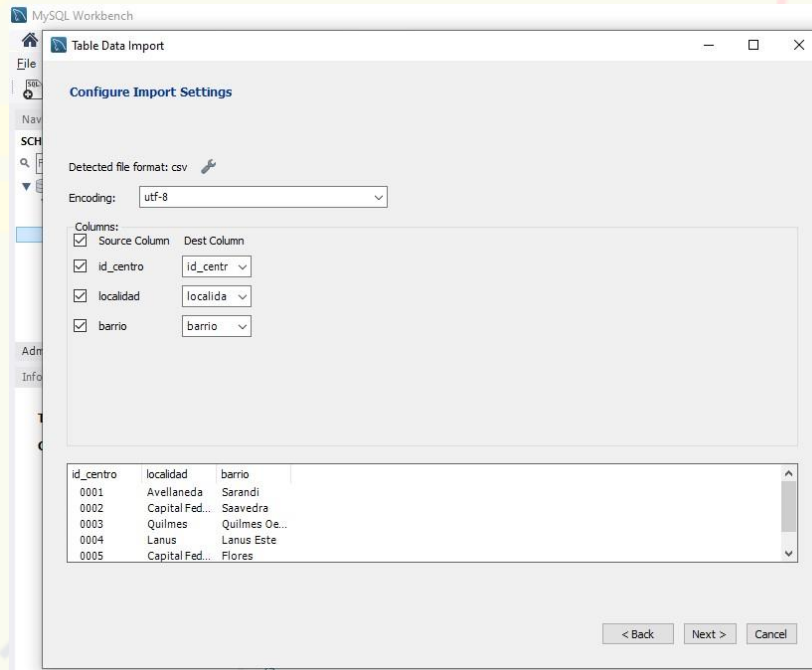 MySQL Workbench
Table Data Import
File
Configure Import Settings
Nav
SCH
Detected file format: csv
Encoding: utf-8
Columns:
Source Column Dest Column
id_centro id_centr
localidad localida
barrio barrio
Adm
Info
id_centro localidad barrio
0001 Avellaneda Sarandi
0002 Capital Fed... Saavedra
0003 Quilmes Quilmes Oe...
0004 Lanus Lanus Este
0005 Capital Fed... Flores
< Back Next > Cancel